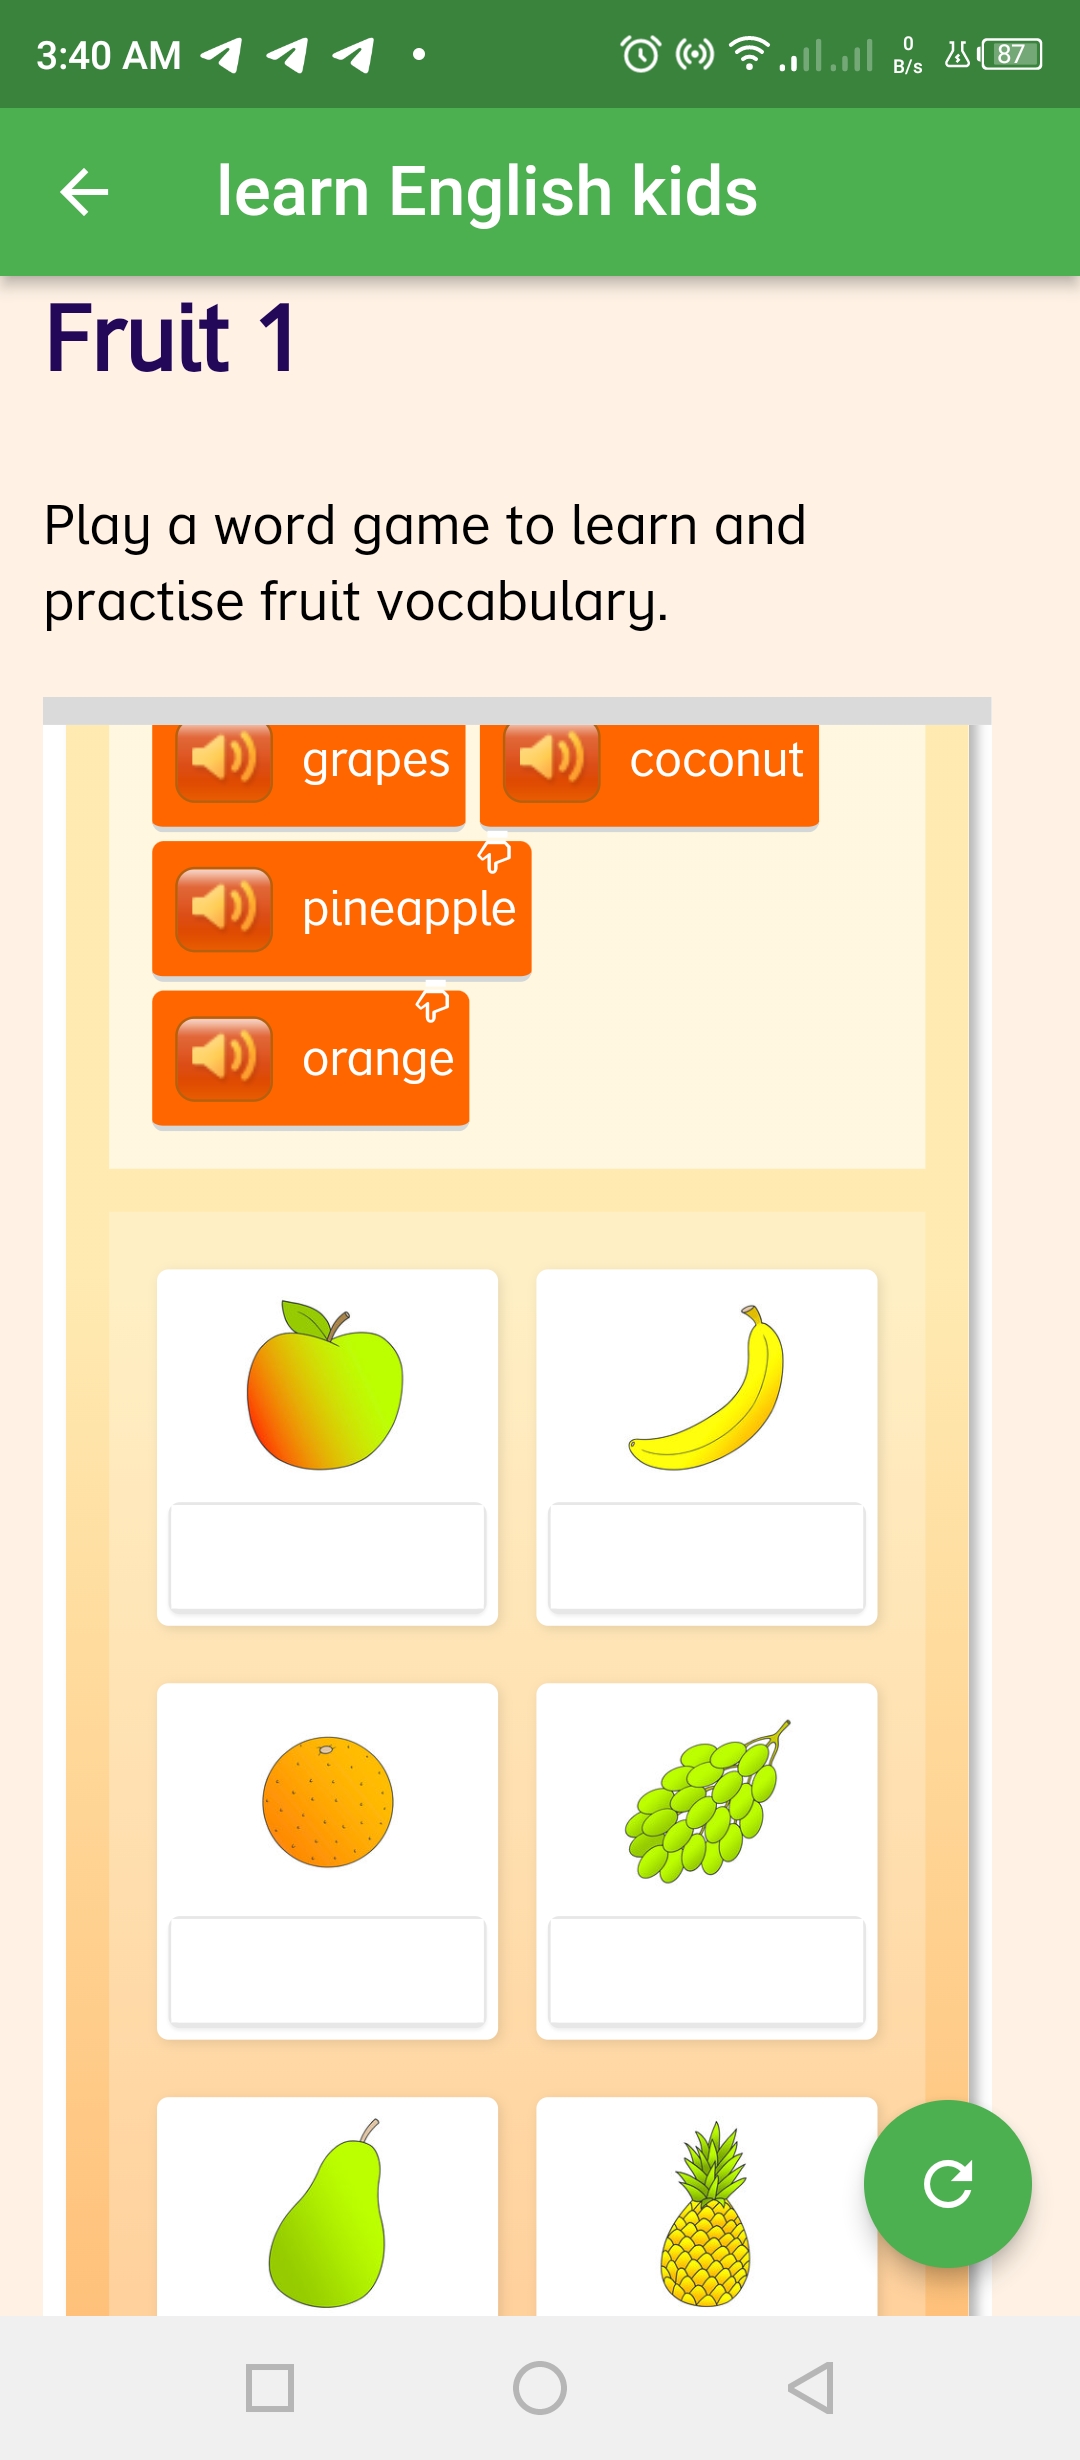 3:40 AM
0
B/s
87
learn English kids
Fruit 1
Play a word game to learn and
practise fruit vocabulary.
grapes coconut
pineapple
orange